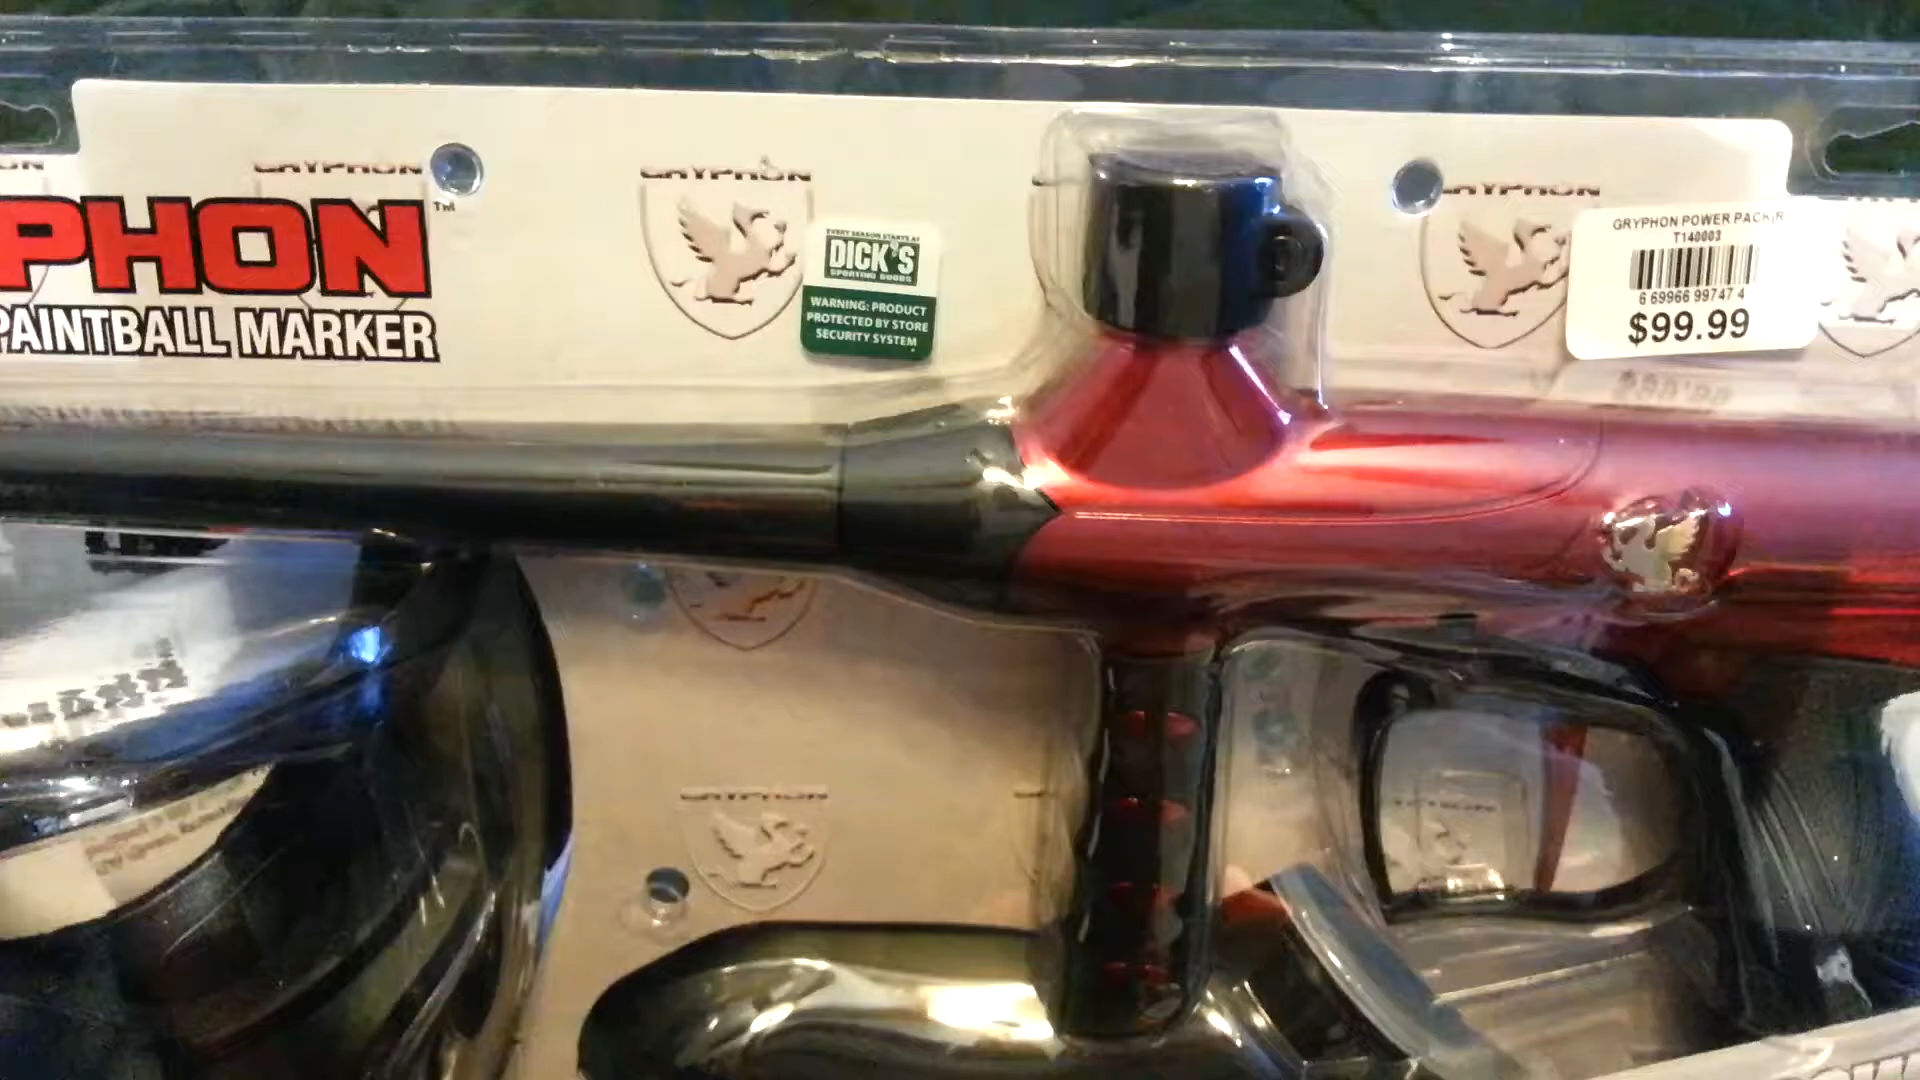 GRYPHON
GRYPHON
GRYPHON
PHON™
PAINTBALL MARKER
EVERY SEASON STARTS AT
DICK'S
SPORTING GOODS
WARNING: PRODUCT
PROTECTED BY STORE
SECURITY SYSTEM
GRYPHON POWER PACK R
T140003
6 69966 99747 4
$99.99
GRYPHON